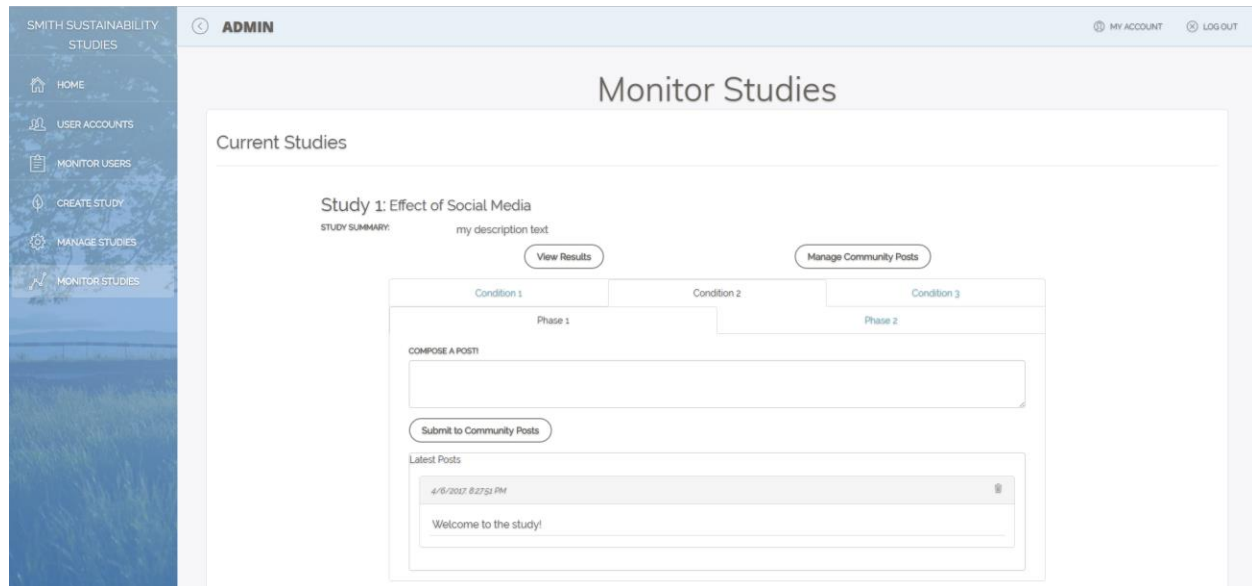 SMITH SUSTAINABILITY
STUDIES
HOME
USER ACCOUNTS
MONITOR USERS
CREATE STUDY
MANAGE STUDIES
MONITOR STUDIES
ADMIN
MY ACCOUNT
LOG OUT
Monitor Studies
Current Studies
Study 1: Effect of Social Media
STUDY SUMMARY: my description text
View Results Manage Community Posts
Condition 1 Condition 2 Condition 3
Phase 1 Phase 2
COMPOSE A POST!
Submit to Community Posts
Latest Posts
4/6/2017, 8:27:51 PM
Welcome to the study!